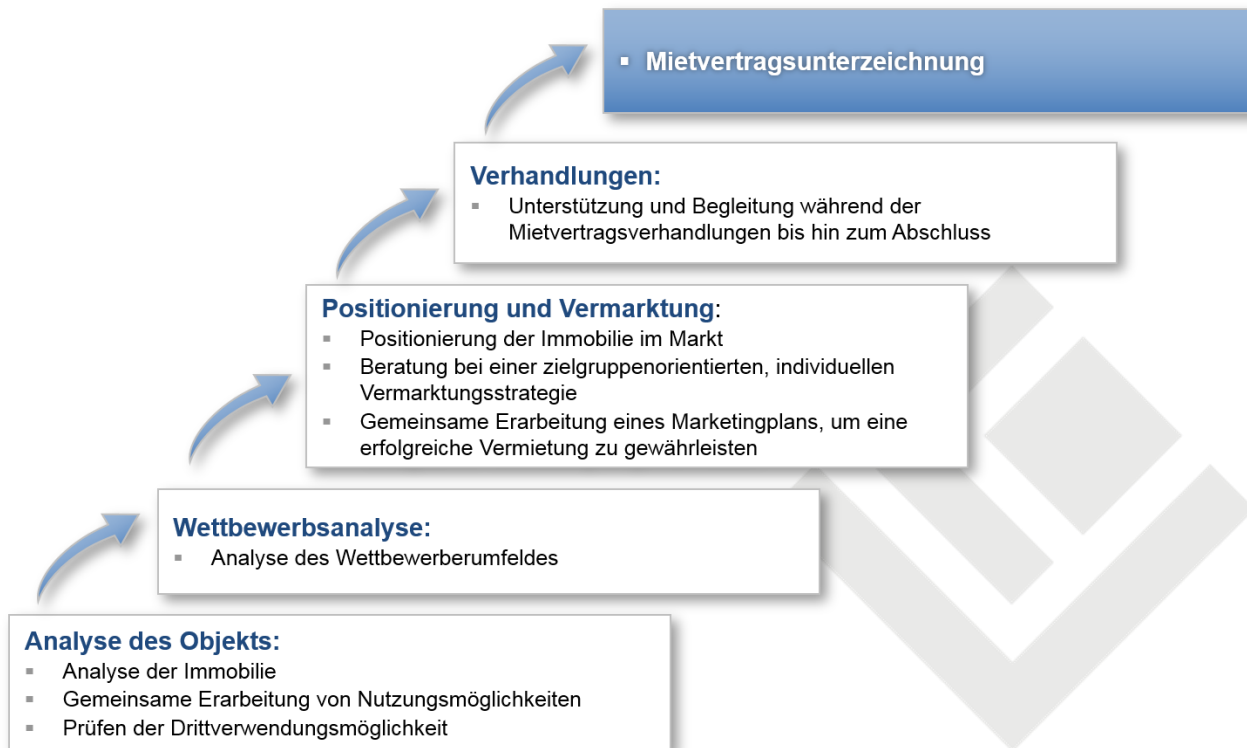 ▪ Mietvertragsunterzeichnung
Verhandlungen:
▪ Unterstützung und Begleitung während der
Mietvertragsverhandlungen bis hin zum Abschluss
Positionierung und Vermarktung:
▪ Positionierung der Immobilie im Markt
▪ Beratung bei einer zielgruppenorientierten, individuellen
Vermarktungsstrategie
▪ Gemeinsame Erarbeitung eines Marketingplans, um eine
erfolgreiche Vermietung zu gewährleisten
Wettbewerbsanalyse:
▪ Analyse des Wettbewerberumfeldes
Analyse des Objekts:
▪ Analyse der Immobilie
▪ Gemeinsame Erarbeitung von Nutzungsmöglichkeiten
▪ Prüfen der Drittverwendungsmöglichkeit